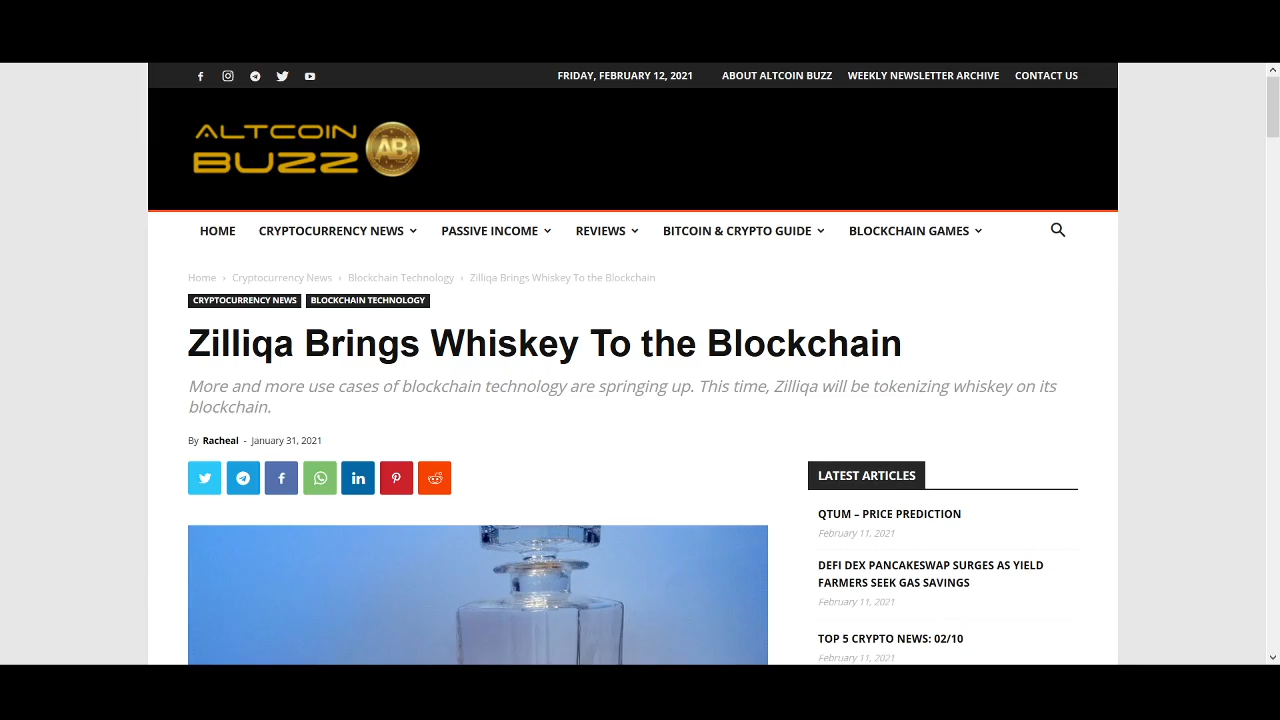 FRIDAY, FEBRUARY 12, 2021 ABOUT ALTCOIN BUZZ WEEKLY NEWSLETTER ARCHIVE CONTACT US
ALTCOIN
BUZZ AB
HOME CRYPTOCURRENCY NEWS PASSIVE INCOME REVIEWS BITCOIN & CRYPTO GUIDE BLOCKCHAIN GAMES
Home › Cryptocurrency News › Blockchain Technology › Zilliqa Brings Whiskey To the Blockchain
CRYPTOCURRENCY NEWS BLOCKCHAIN TECHNOLOGY
Zilliqa Brings Whiskey To the Blockchain
More and more use cases of blockchain technology are springing up. This time, Zilliqa will be tokenizing whiskey on its
blockchain.
By Racheal - January 31, 2021
LATEST ARTICLES
QTUM – PRICE PREDICTION
February 11, 2021
DEFI DEX PANCAKESWAP SURGES AS YIELD
FARMERS SEEK GAS SAVINGS
February 11, 2021
TOP 5 CRYPTO NEWS: 02/10
February 11, 2021